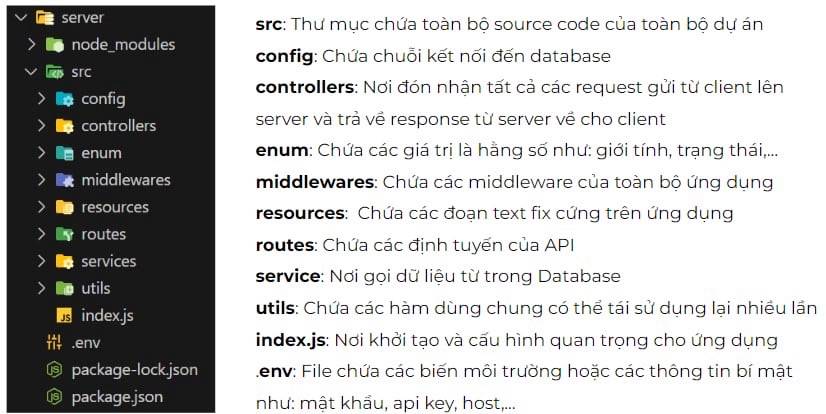 server
node_modules
src
config
controllers
enum
middlewares
resources
routes
services
utils
JS index.js
.env
package-lock.json
package.json
src: Thư mục chứa toàn bộ source code của toàn bộ dự án
config: Chứa chuỗi kết nối đến database
controllers: Nơi đón nhận tất cả các request gửi từ client lên
server và trả về response từ server về cho client
enum: Chứa các giá trị là hằng số như: giới tính, trạng thái,...
middlewares: Chứa các middleware của toàn bộ ứng dụng
resources: Chứa các đoạn text fix cứng trên ứng dụng
routes: Chứa các định tuyến của API
service: Nơi gọi dữ liệu từ trong Database
utils: Chứa các hàm dùng chung có thể tái sử dụng lại nhiều lần
index.js: Nơi khởi tạo và cấu hình quan trọng cho ứng dụng
.env: File chứa các biến môi trường hoặc các thông tin bí mật
như: mật khẩu, api key, host,...